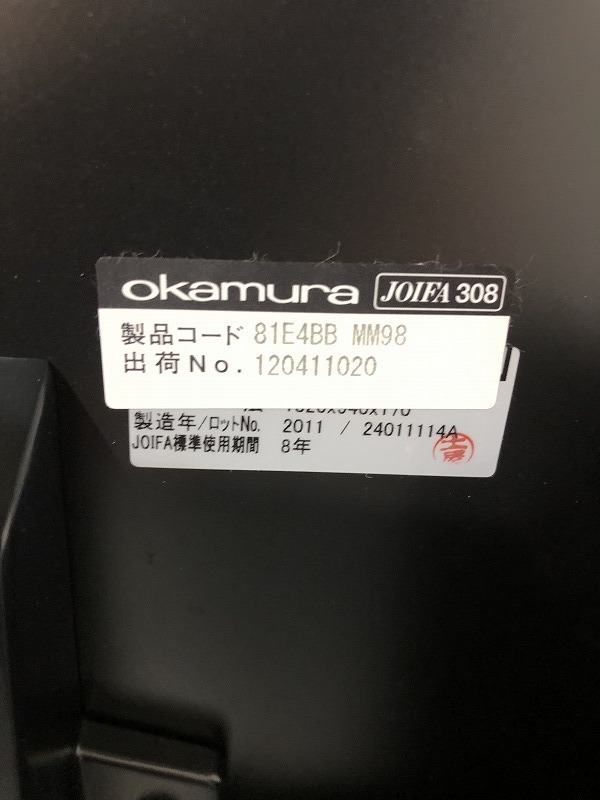 okamura JOIFA 308
製品コード 81E4BB MM98
出荷No. 120411020
製造年/ロットNo. 2011 / 24011114A
JOIFA標準使用期間 8年